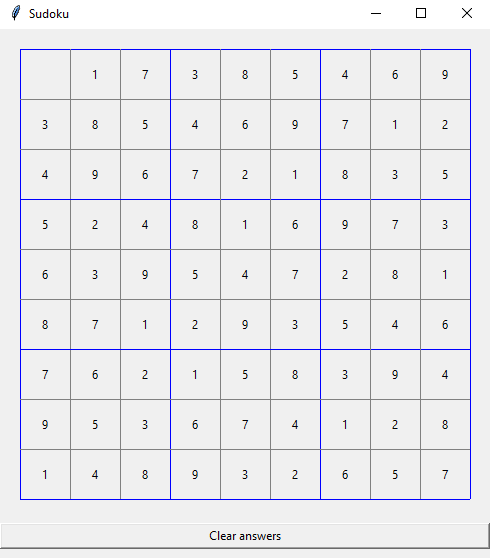 Sudoku
1 7 3 8 5 4 6 9
3 8 5 4 6 9 7 1 2
4 9 6 7 2 1 8 3 5
5 2 4 8 1 6 9 7 3
6 3 9 5 4 7 2 8 1
8 7 1 2 9 3 5 4 6
7 6 2 1 5 8 3 9 4
9 5 3 6 7 4 1 2 8
1 4 8 9 3 2 6 5 7
Clear answers